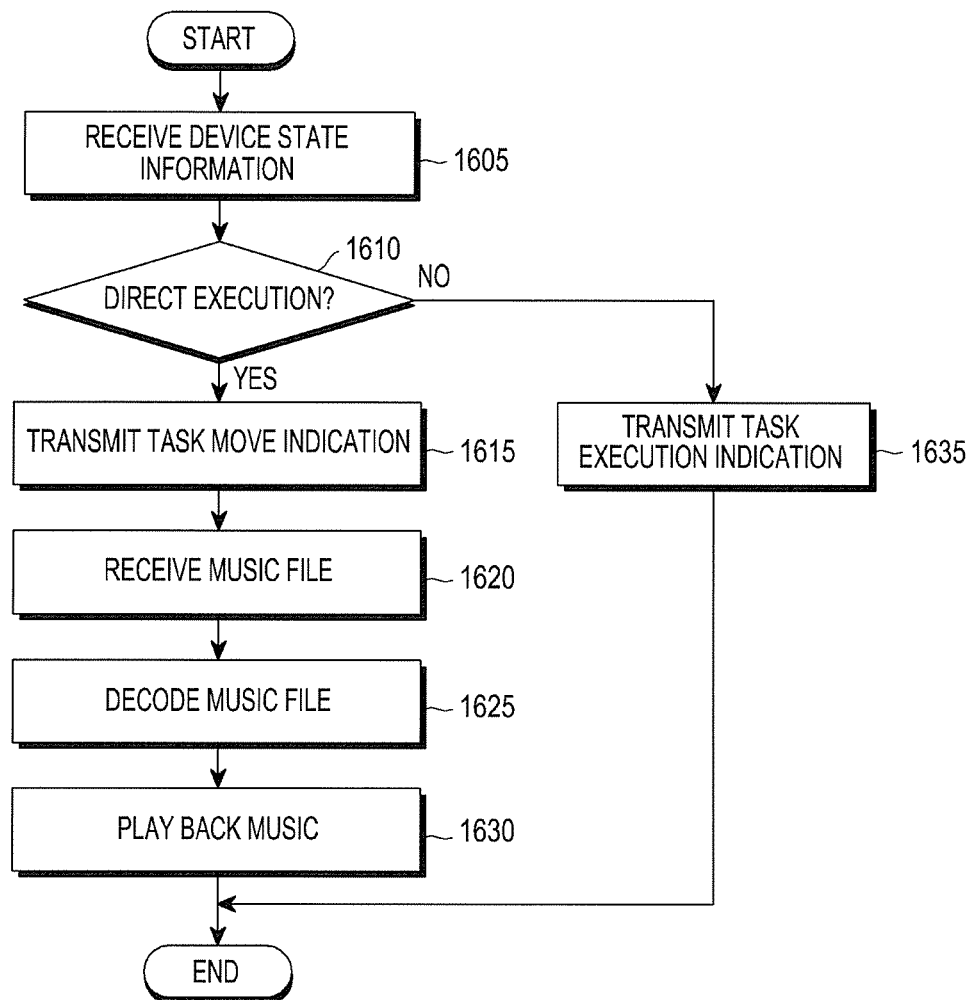 START
RECEIVE DEVICE STATE
INFORMATION
1605
1610
DIRECT EXECUTION?
NO
YES
TRANSMIT TASK MOVE INDICATION
1615
TRANSMIT TASK
EXECUTION INDICATION
1635
RECEIVE MUSIC FILE
1620
DECODE MUSIC FILE
1625
PLAY BACK MUSIC
1630
END